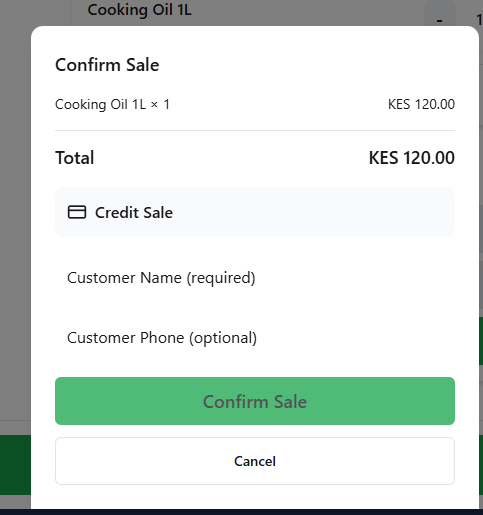 Cooking Oil 1L
-
1
Confirm Sale
Cooking Oil 1L × 1 KES 120.00
Total KES 120.00
Credit Sale
Customer Name (required)
Customer Phone (optional)
Confirm Sale
Cancel